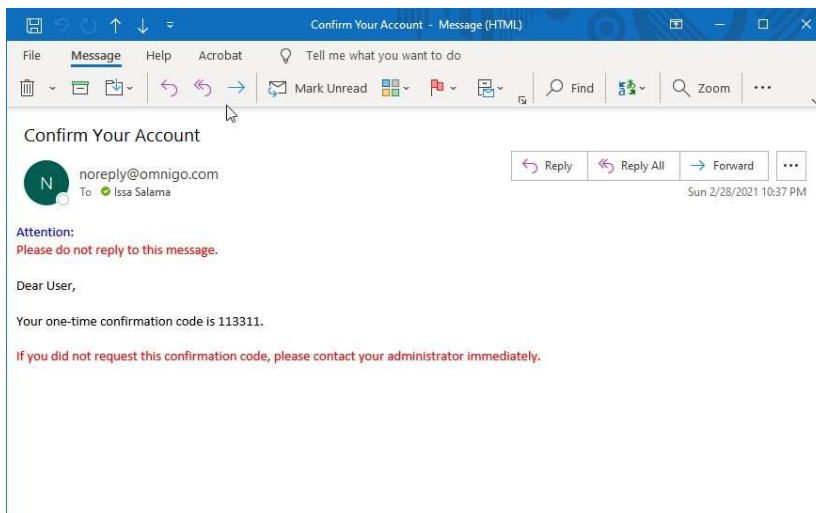 Confirm Your Account - Message (HTML)
File Message Help Acrobat Tell me what you want to do
Mark Unread Find Zoom ...
Confirm Your Account
N noreply@omnigo.com
To Issa Salama
Reply Reply All Forward ...
Sun 2/28/2021 10:37 PM
Attention:
Please do not reply to this message.
Dear User,
Your one-time confirmation code is 113311.
If you did not request this confirmation code, please contact your administrator immediately.